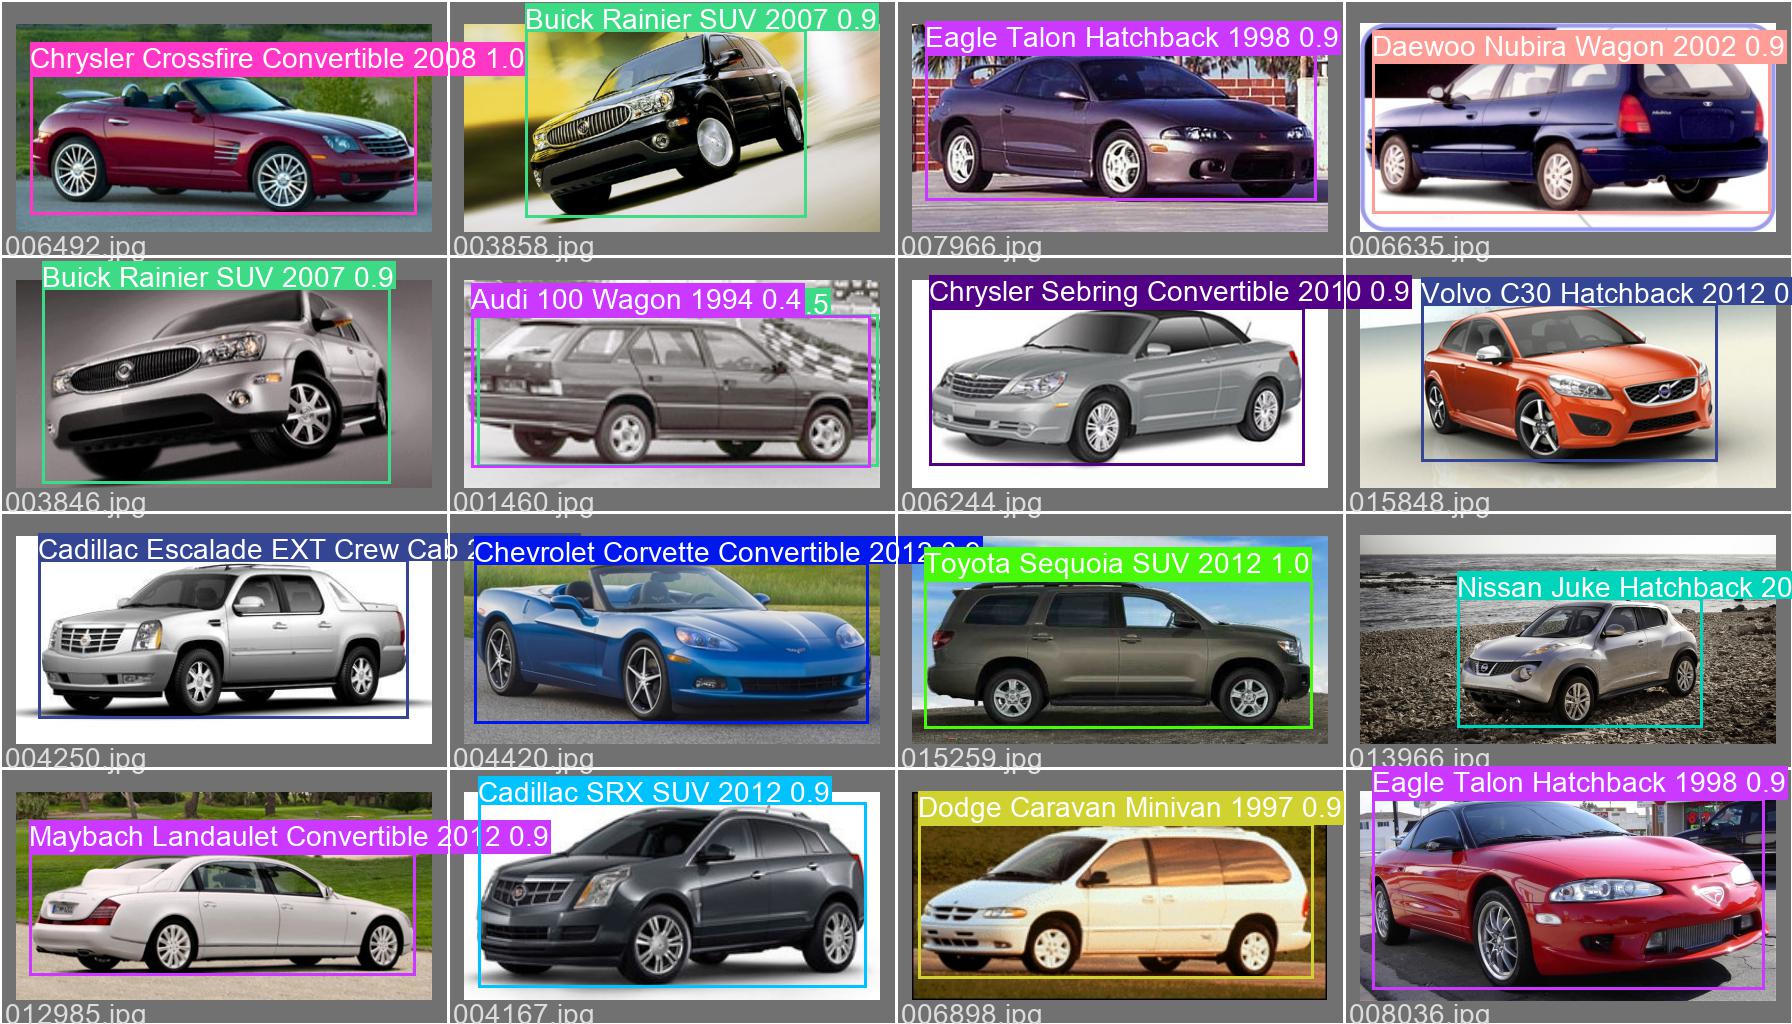 Chrysler Crossfire Convertible 2008 1.0
Buick Rainier SUV 2007 0.9
Eagle Talon Hatchback 1998 0.9
Daewoo Nubira Wagon 2002 0.9
006492.jpg
003858.jpg
007966.jpg
006635.jpg
Buick Rainier SUV 2007 0.9
Audi 100 Wagon 1994 0.4
.5
Chrysler Sebring Convertible 2010 0.9
Volvo C30 Hatchback 2012 0
003846.jpg
001460.jpg
006244.jpg
015848.jpg
Cadillac Escalade EXT Crew Cab 2
Chevrolet Corvette Convertible 2012 0.9
Toyota Sequoia SUV 2012 1.0
Nissan Juke Hatchback 20
004250.jpg
004420.jpg
015259.jpg
013966.jpg
Maybach Landaulet Convertible 2012 0.9
Cadillac SRX SUV 2012 0.9
Dodge Caravan Minivan 1997 0.9
Eagle Talon Hatchback 1998 0.9
012985.jpg
004167.jpg
006898.jpg
008036.jpg